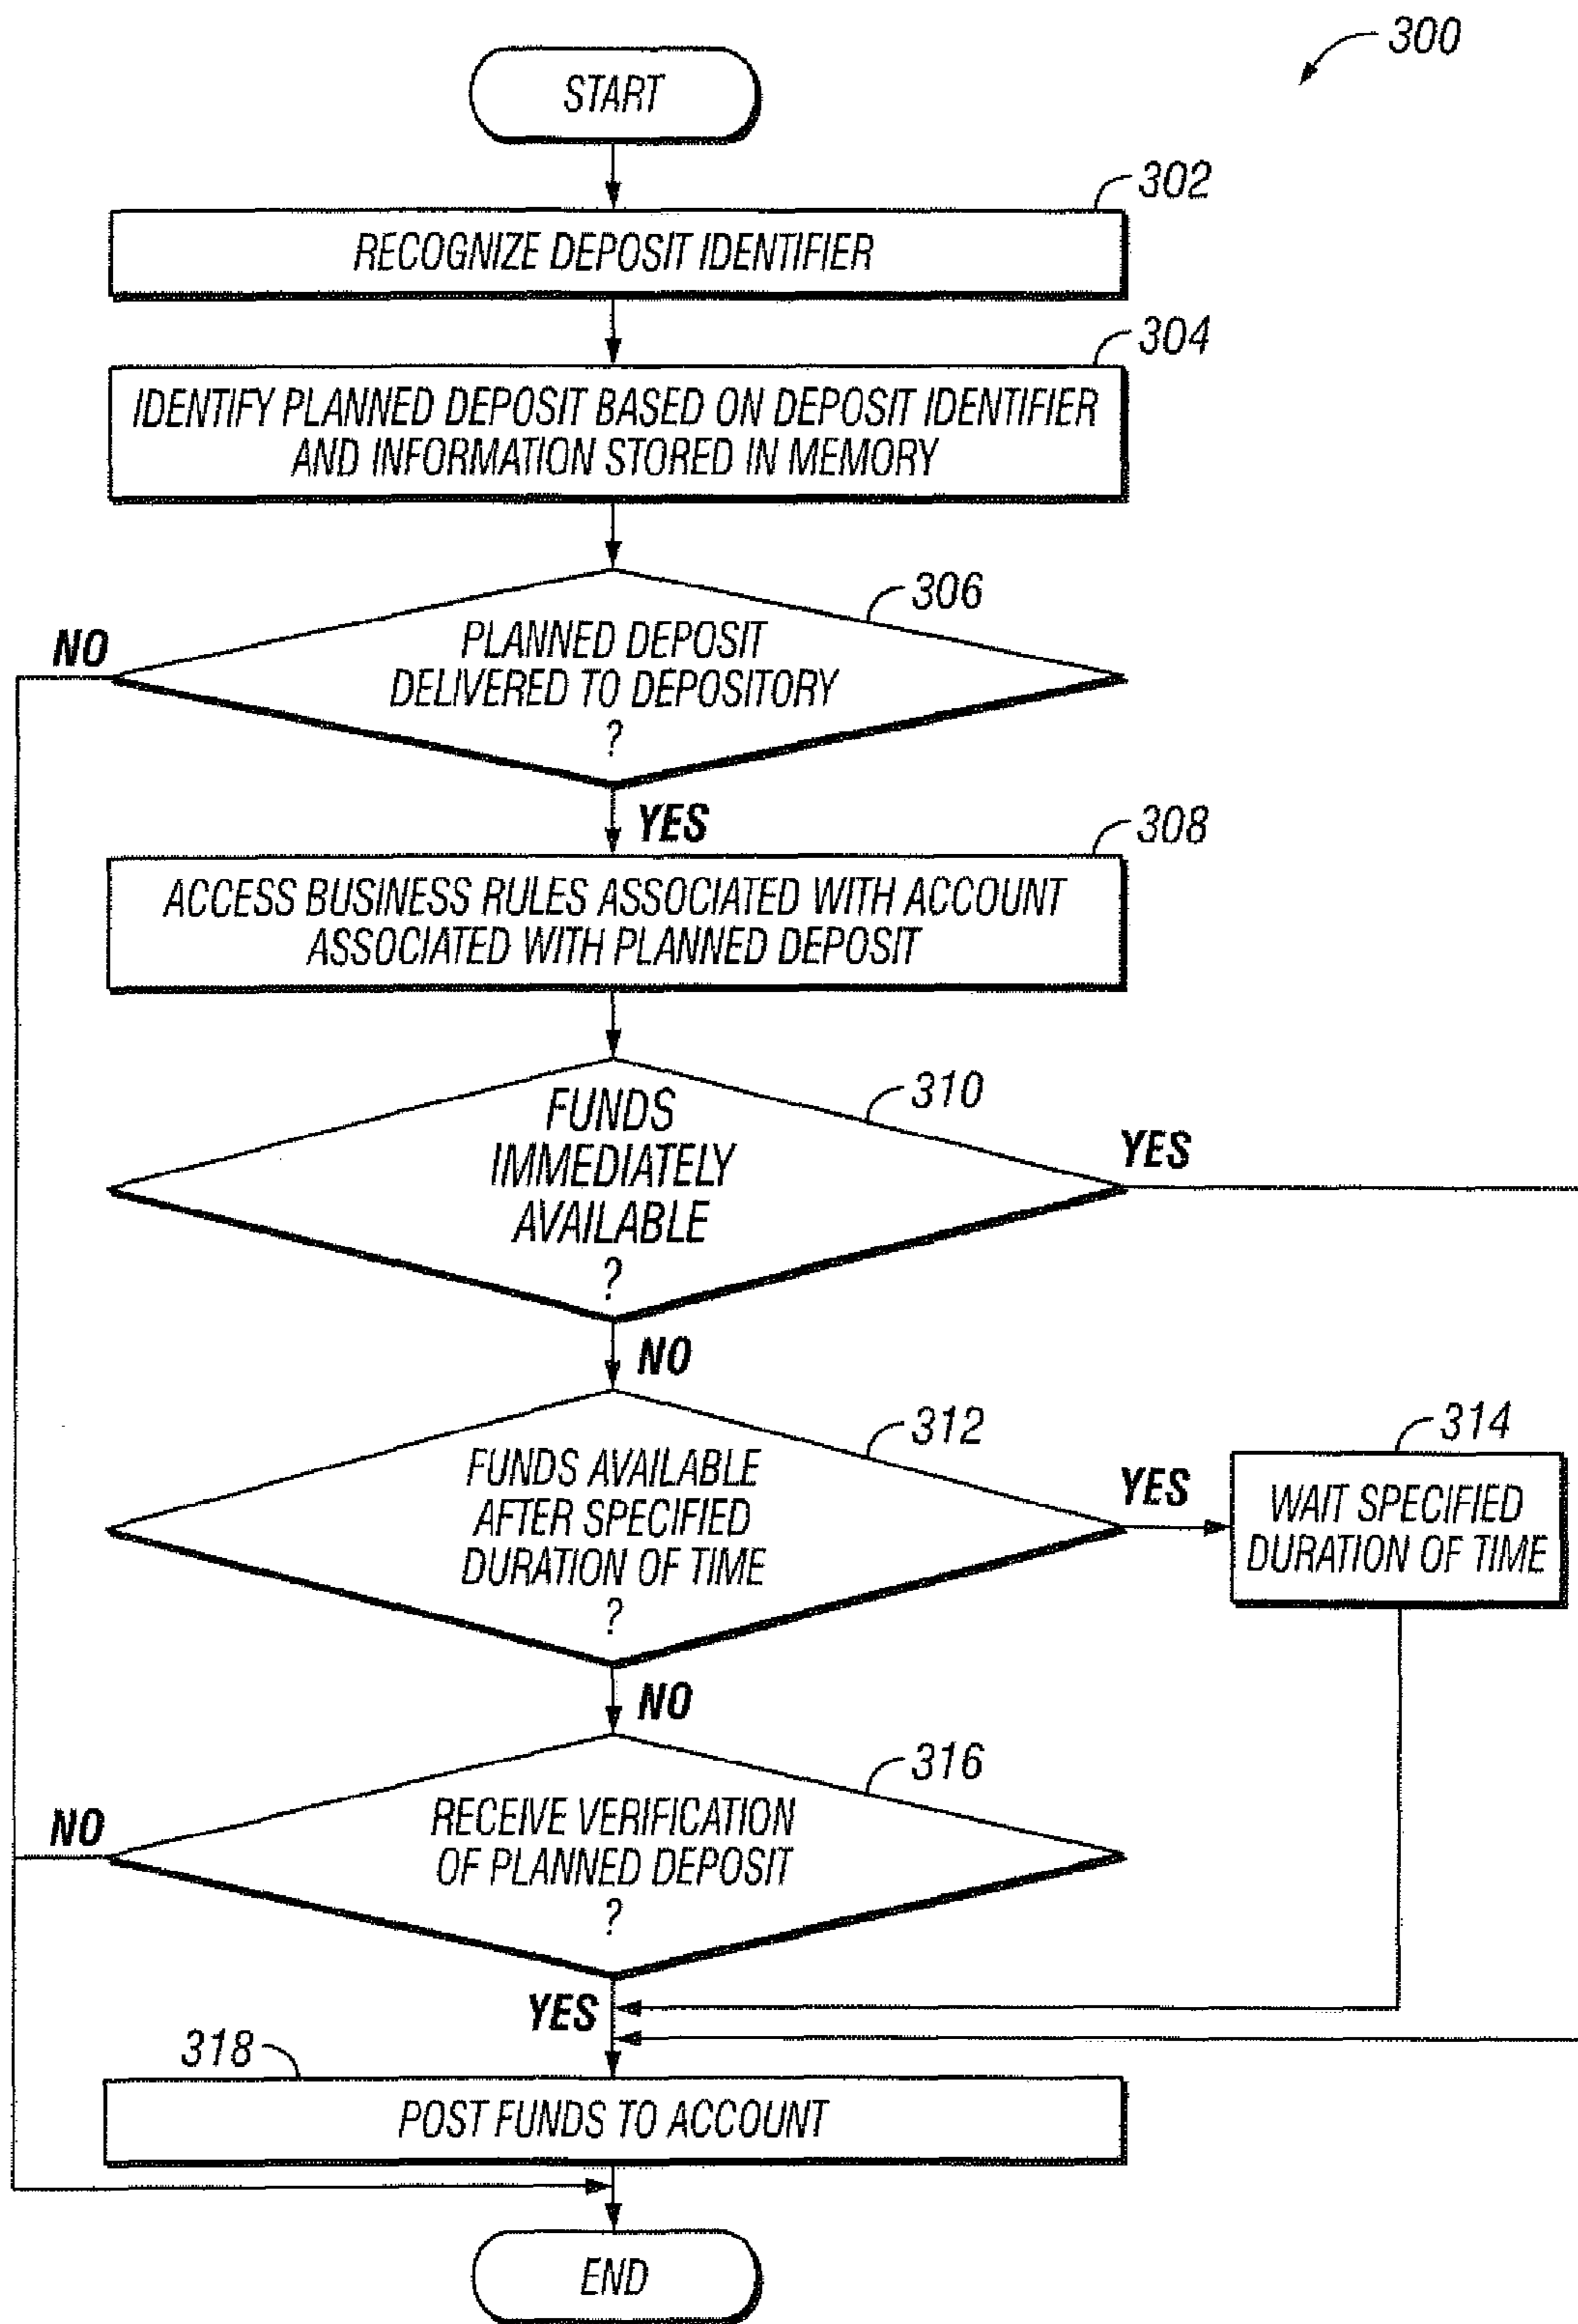 300
START
302
RECOGNIZE DEPOSIT IDENTIFIER
304
IDENTIFY PLANNED DEPOSIT BASED ON DEPOSIT IDENTIFIER
AND INFORMATION STORED IN MEMORY
306
NO
PLANNED DEPOSIT
DELIVERED TO DEPOSITORY
?
YES
308
ACCESS BUSINESS RULES ASSOCIATED WITH ACCOUNT
ASSOCIATED WITH PLANNED DEPOSIT
310
FUNDS
IMMEDIATELY
AVAILABLE
?
YES
NO
312
FUNDS AVAILABLE
AFTER SPECIFIED
DURATION OF TIME
?
YES
314
WAIT SPECIFIED
DURATION OF TIME
NO
316
RECEIVE VERIFICATION
OF PLANNED DEPOSIT
?
NO
YES
318
POST FUNDS TO ACCOUNT
END